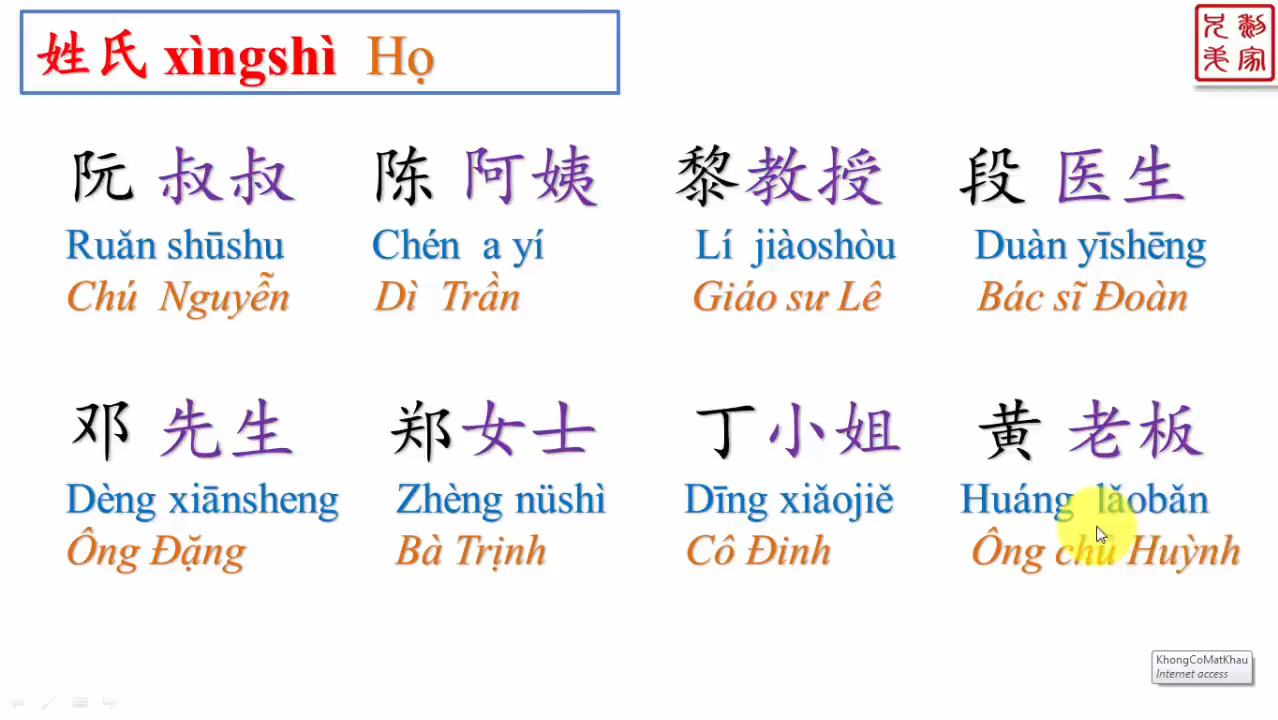 姓氏 xìngshì Họ
阮 叔叔 陈 阿姨 黎教授 段 医生
Ruǎn shūshu Chén a yí Lí jiàoshòu Duàn yīshēng
Chú Nguyễn Dì Trần Giáo sư Lê Bác sĩ Đoàn
邓 先生 郑女士 丁小姐 黄 老板
Dèng xiānsheng Zhèng nüshì Dīng xiǎojiě Huáng lǎobǎn
Ông Đặng Bà Trịnh Cô Đinh Ông chủ Huỳnh
KhongCoMatKhau
Internet access